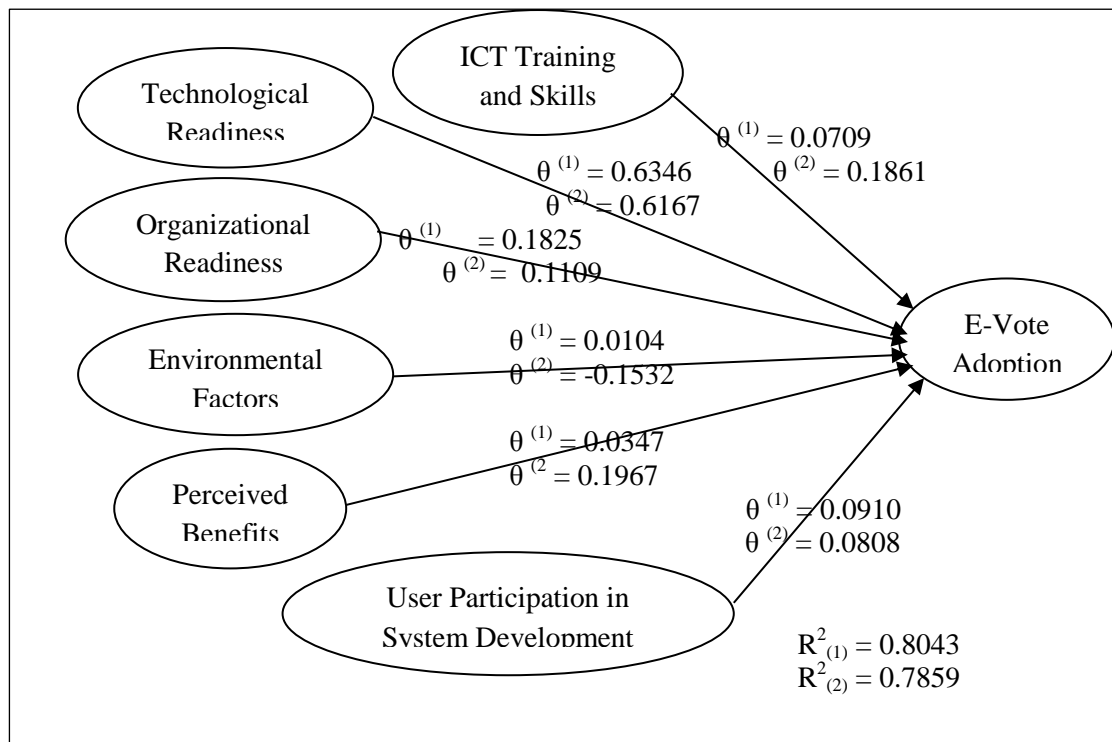 ICT Training
and Skills
Technological
Readiness
θ (1) = 0.0709
θ (2) = 0.1861
θ (1) = 0.6346
θ (2) = 0.6167
Organizational
Readiness
θ (1) = 0.1825
θ (2) = 0.1109
E-Vote
Adoption
Environmental
Factors
θ (1) = 0.0104
θ (2) = -0.1532
Perceived
Benefits
θ (1) = 0.0347
θ (2 = 0.1967
θ (1) = 0.0910
θ (2) = 0.0808
User Participation in
System Development
R²(1) = 0.8043
R²(2) = 0.7859